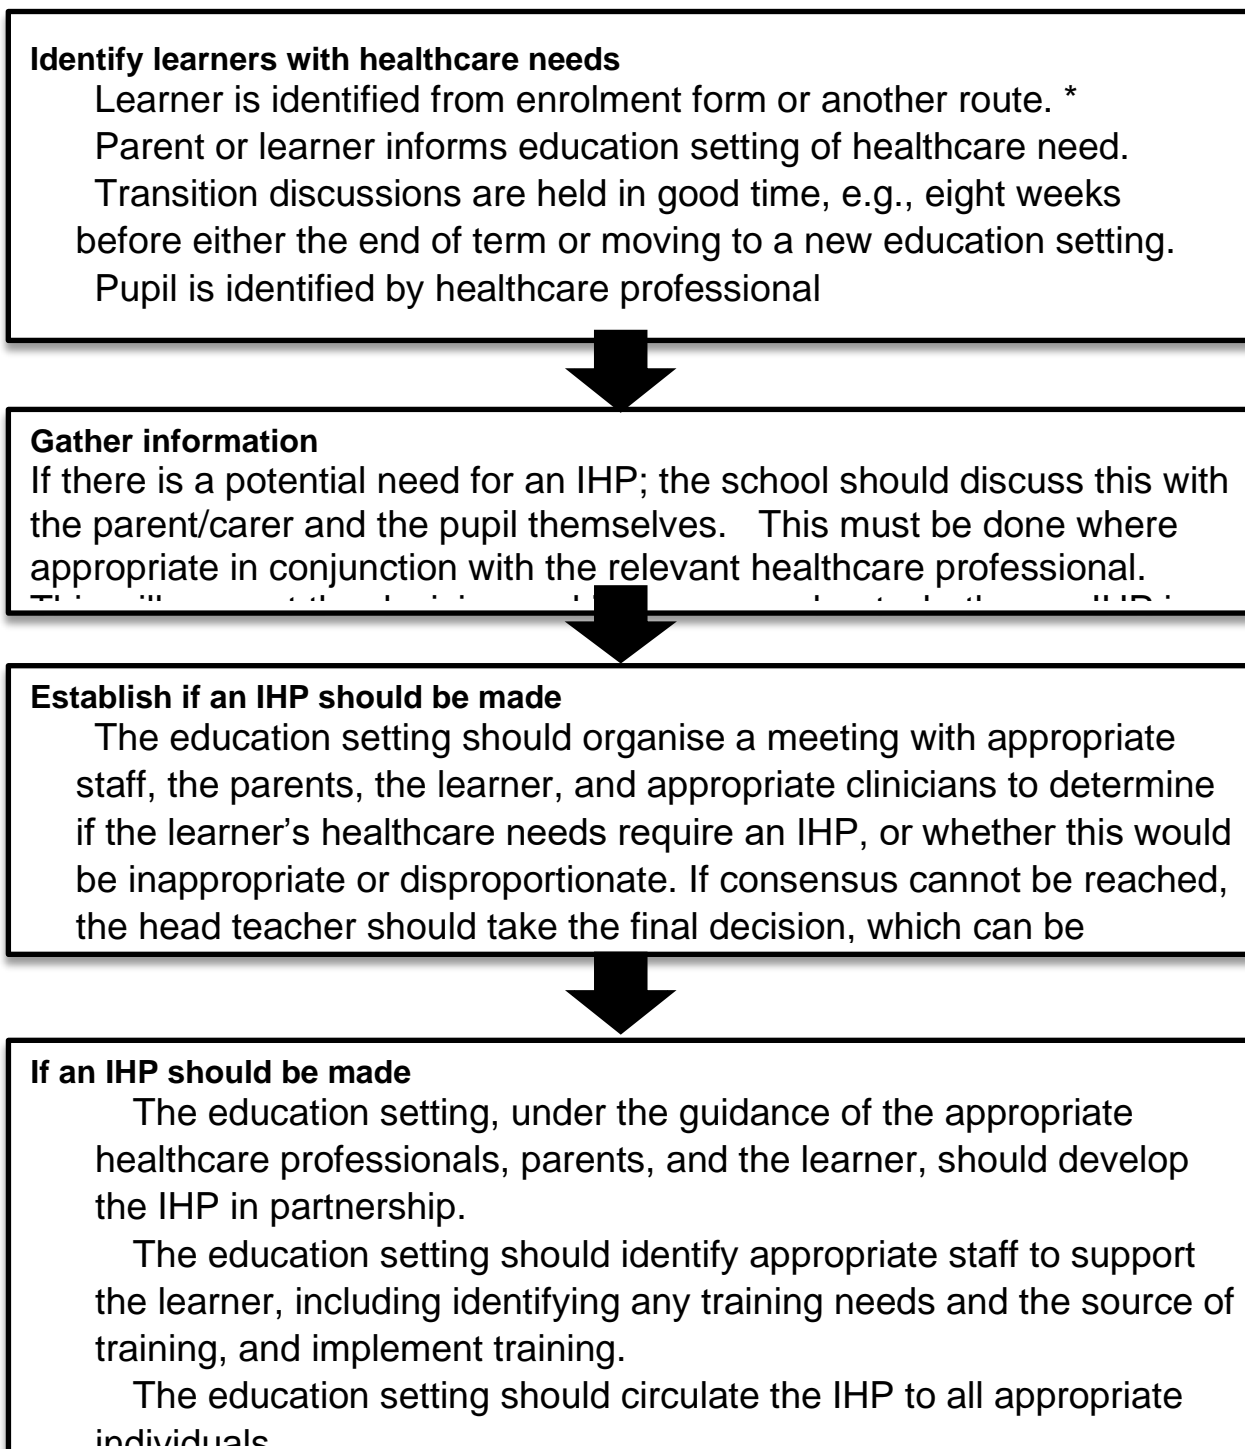 Identify learners with healthcare needs
Learner is identified from enrolment form or another route. *
Parent or learner informs education setting of healthcare need.
Transition discussions are held in good time, e.g., eight weeks
before either the end of term or moving to a new education setting.
Pupil is identified by healthcare professional
Gather information
If there is a potential need for an IHP; the school should discuss this with
the parent/carer and the pupil themselves.   This must be done where
appropriate in conjunction with the relevant healthcare professional.
Establish if an IHP should be made
The education setting should organise a meeting with appropriate
staff, the parents, the learner, and appropriate clinicians to determine
if the learner’s healthcare needs require an IHP, or whether this would
be inappropriate or disproportionate. If consensus cannot be reached,
the head teacher should take the final decision, which can be
If an IHP should be made
The education setting, under the guidance of the appropriate
healthcare professionals, parents, and the learner, should develop
the IHP in partnership.
The education setting should identify appropriate staff to support
the learner, including identifying any training needs and the source of
training, and implement training.
The education setting should circulate the IHP to all appropriate
individuals